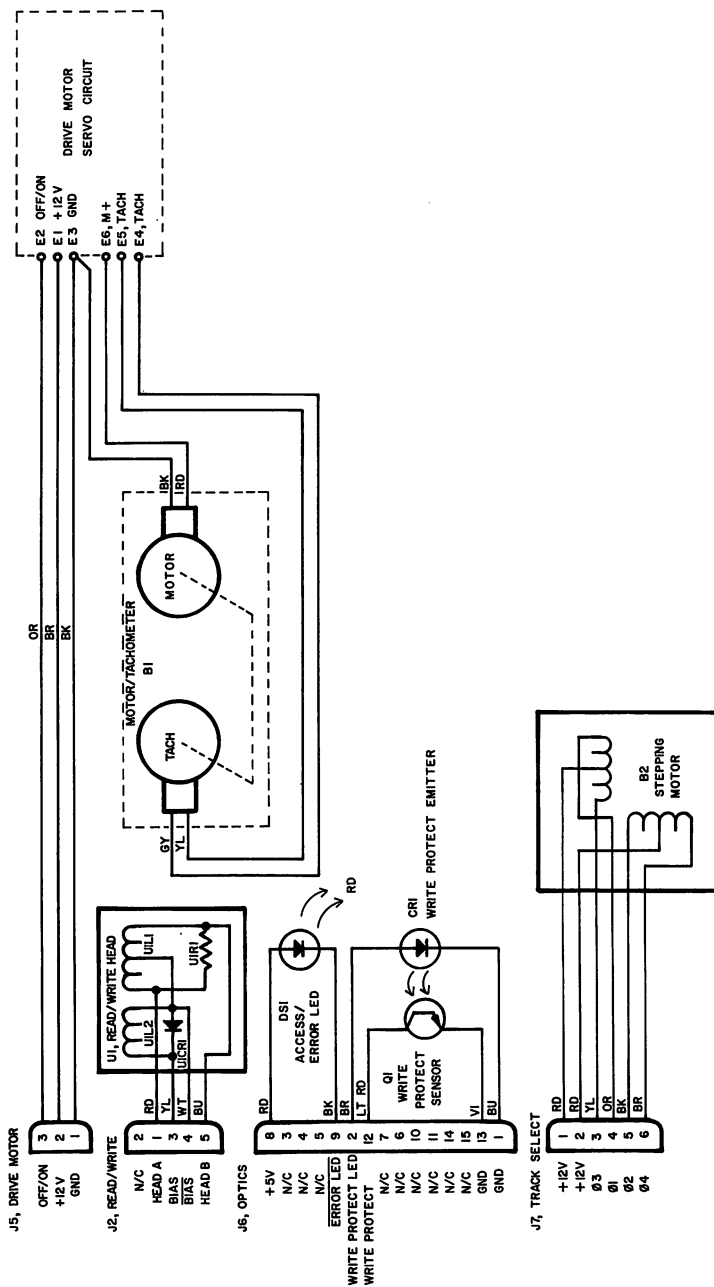 J5, DRIVE MOTOR
OFF/ON 3
+12V 2
GND 1
OR
BR
BK
E2 OFF/ON
E1 +12V
E3 GND
DRIVE MOTOR
SERVO CIRCUIT
E6, M+
E5, TACH
E4, TACH
J2, READ/WRITE
N/C 2
HEAD A 1 RD
BIAS 3 YL
BIAS 4 WT
HEAD B 5 BU
U1, READ/WRITE HEAD
U1L2
U1L1
U1CR1
U1R1
MOTOR/TACHOMETER
B1
TACH
MOTOR
GY
YL
BK
RD
J6, OPTICS
+5V 8 RD
N/C 3
N/C 4
N/C 5
ERROR LED 9 BK
WRITE PROTECT LED 2 BR
WRITE PROTECT 12 LT RD
N/C 7
N/C 6
N/C 10
N/C 11
N/C 14
N/C 15
GND 13 VI
GND 1 BU
DS1
ACCESS/
ERROR LED
RD
Q1
WRITE
PROTECT
SENSOR
CR1
WRITE PROTECT EMITTER
J7, TRACK SELECT
+12V 1 RD
+12V 2 RD
Ø3 3 YL
Ø1 4 OR
Ø2 5 BK
Ø4 6 BR
B2
STEPPING
MOTOR